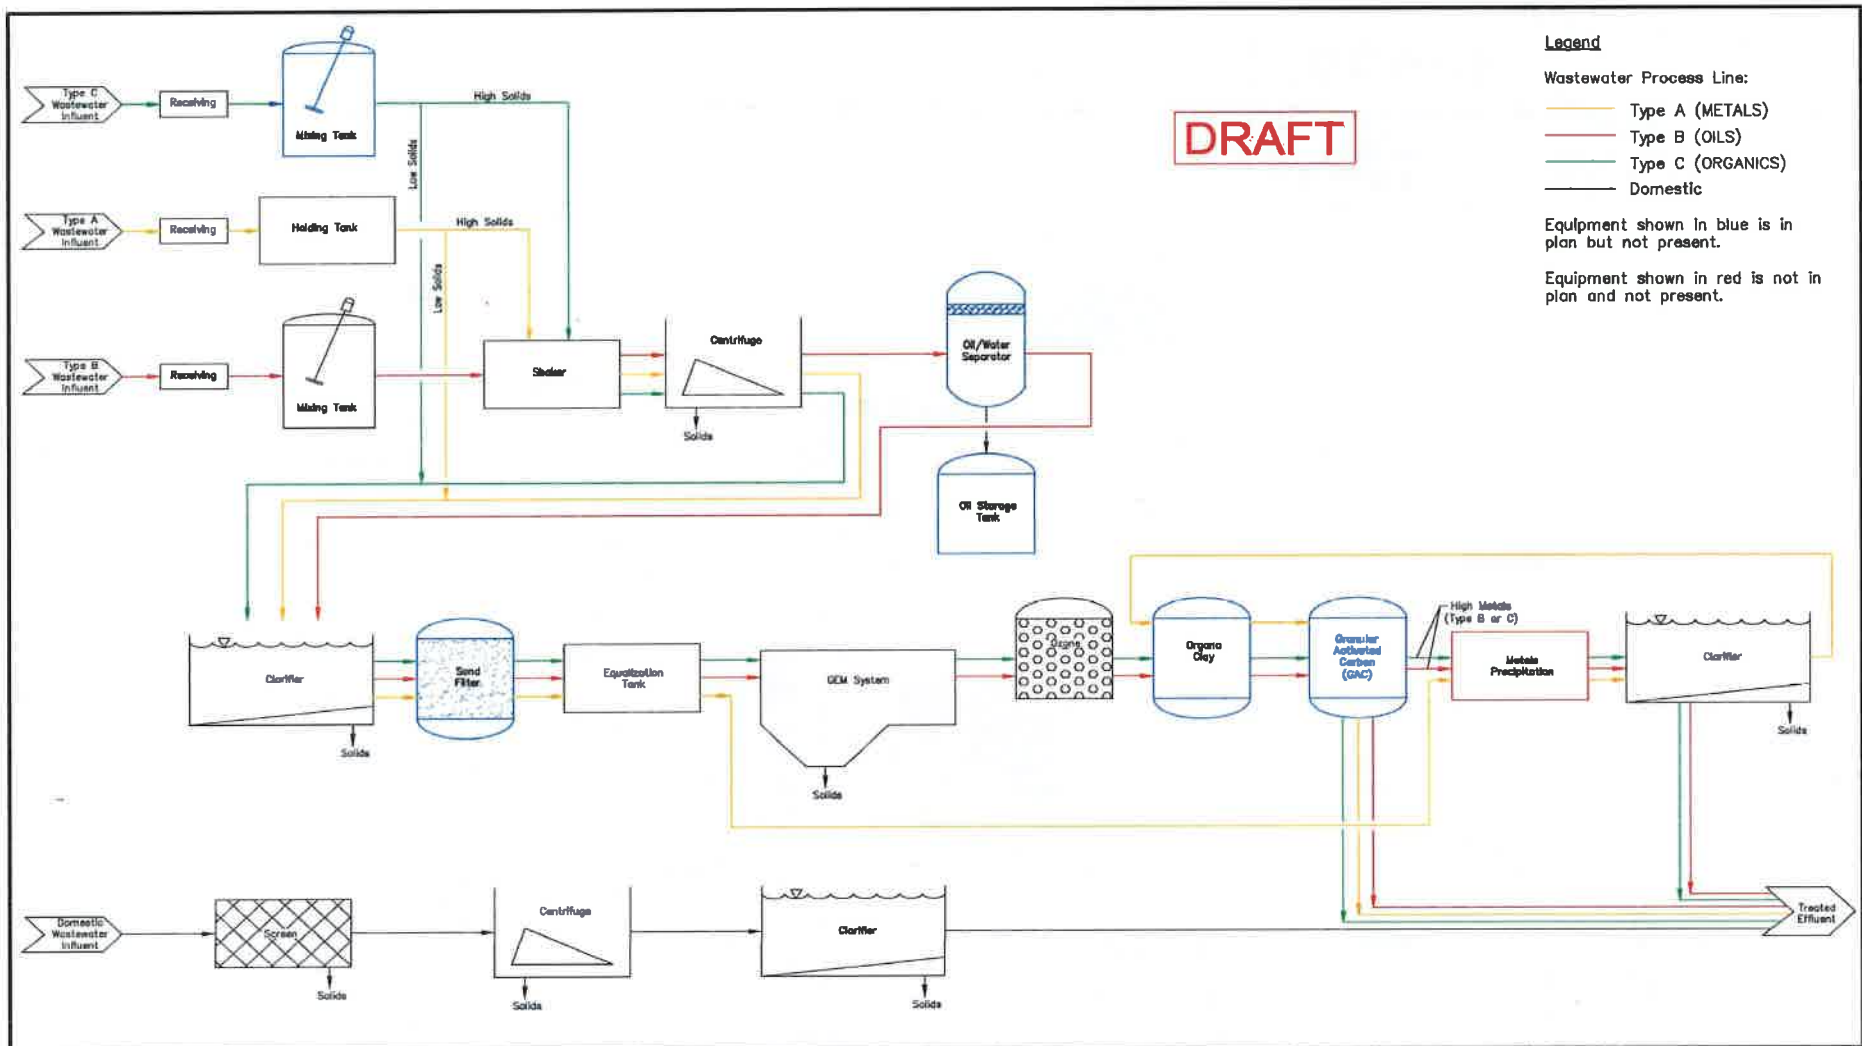 Legend
Wastewater Process Line:
Type A (METALS)
Type B (OILS)
Type C (ORGANICS)
Domestic
Equipment shown in blue is in
plan but not present.
Equipment shown in red is not in
plan and not present.
DRAFT
Type C
Wastewater
Influent
Receiving
Mixing Tank
High Solids
Low Solids
Type A
Wastewater
Influent
Receiving
Holding Tank
High Solids
Low Solids
Type B
Wastewater
Influent
Receiving
Mixing Tank
Shaker
Centrifuge
Solids
Oil/Water
Separator
Oil Storage
Tank
Clarifier
Solids
Sand
Filter
Equalization
Tank
GEM System
Solids
Ozone
Organo
Clay
Granular
Activated
Carbon
(GAC)
High Metals
(Type B or C)
Metals
Precipitation
Clarifier
Solids
Domestic
Wastewater
Influent
Screen
Solids
Centrifuge
Solids
Clarifier
Solids
Treated
Effluent